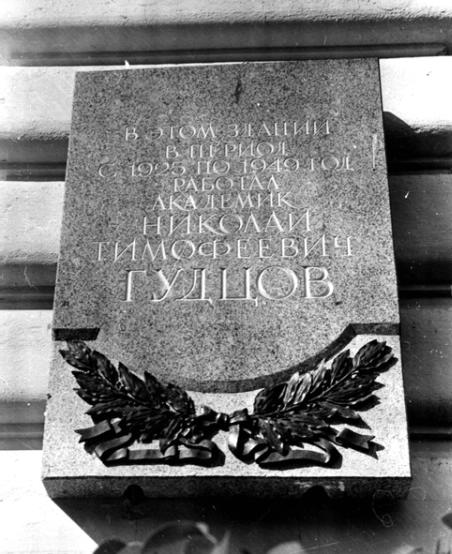 В ЭТОМ ЗДАНИИ
В ПЕРИОД
С 1925 ПО 1949 ГОД
РАБОТАЛ
АКАДЕМИК
НИКОЛАЙ
ТИМОФЕЕВИЧ
ГУДЦОВ